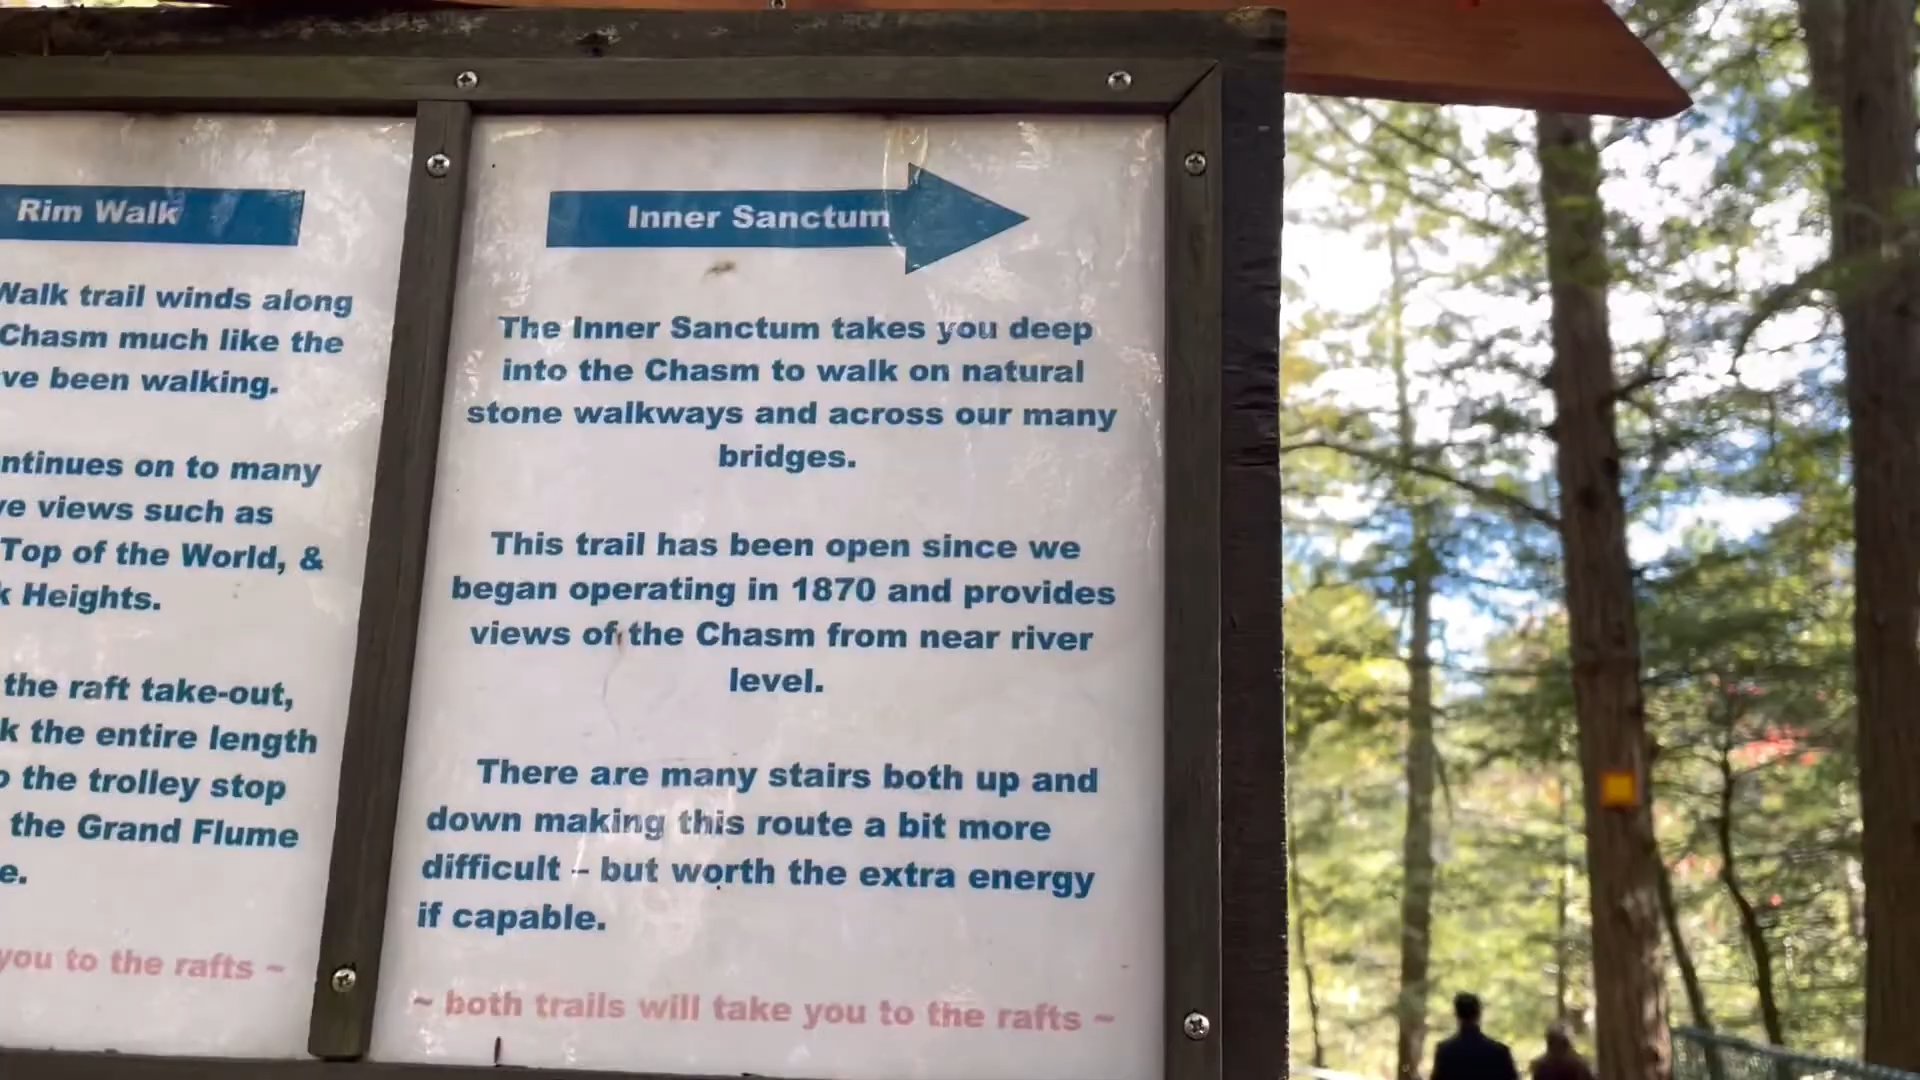 Rim Walk
Walk trail winds along
Chasm much like the
ve been walking.
ntinues on to many
ve views such as
Top of the World, &
k Heights.
the raft take-out,
k the entire length
o the trolley stop
the Grand Flume
e.
you to the rafts ~
Inner Sanctum
The Inner Sanctum takes you deep
into the Chasm to walk on natural
stone walkways and across our many
bridges.
This trail has been open since we
began operating in 1870 and provides
views of the Chasm from near river
level.
There are many stairs both up and
down making this route a bit more
difficult - but worth the extra energy
if capable.
~ both trails will take you to the rafts ~